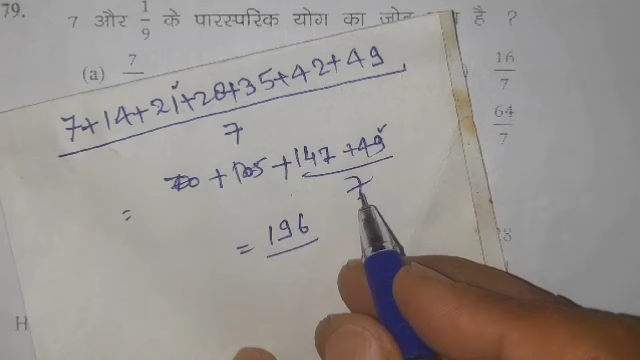 79. 7 और 1/9 के पारस्परिक योग का है ?
(a) 7
16/7
64/7
7+14+21+28+35+42+49
7
+ 105 + 147 + 49
7
=
= 196
H